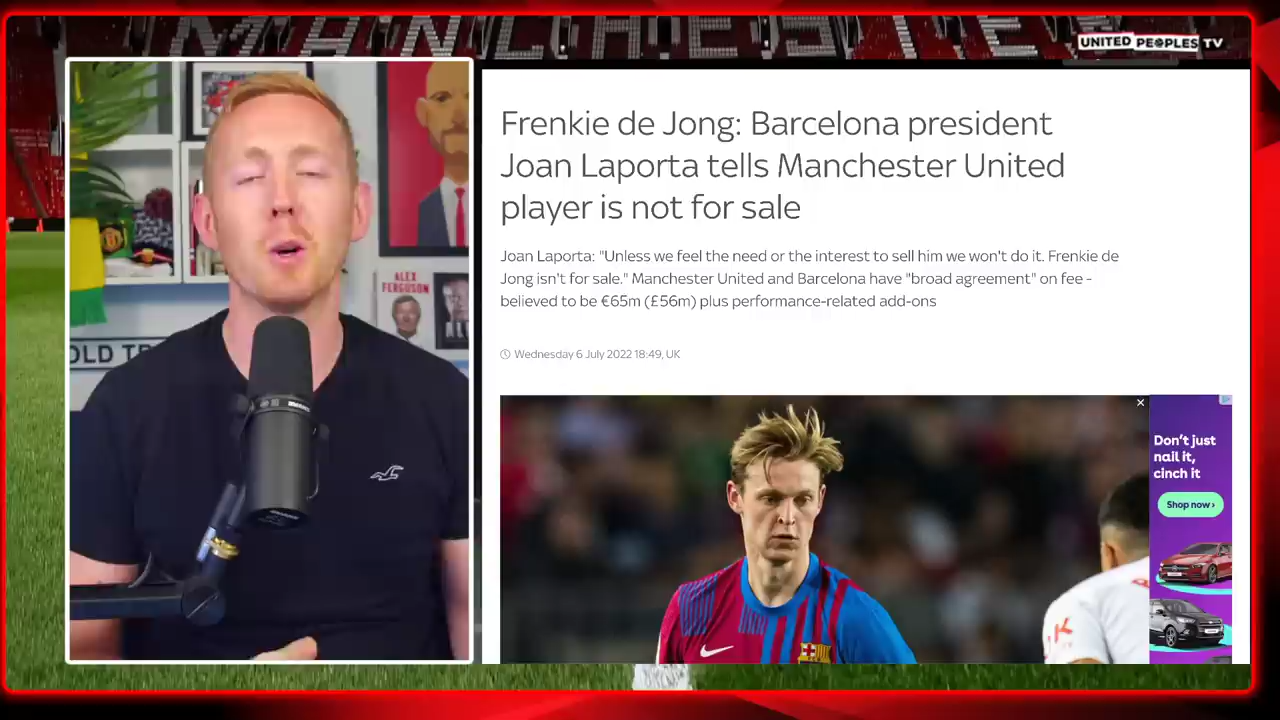 MANCHESTE
UNITED PEOPLES TV
Frenkie de Jong: Barcelona president
Joan Laporta tells Manchester United
player is not for sale
Joan Laporta: "Unless we feel the need or the interest to sell him we won't do it. Frenkie de
Jong isn't for sale." Manchester United and Barcelona have "broad agreement" on fee -
believed to be €65m (£56m) plus performance-related add-ons
Wednesday 6 July 2022 18:49, UK
Don't just
nail it,
cinch it
Shop now ›
ALEX
FERGUSON
OLD TR